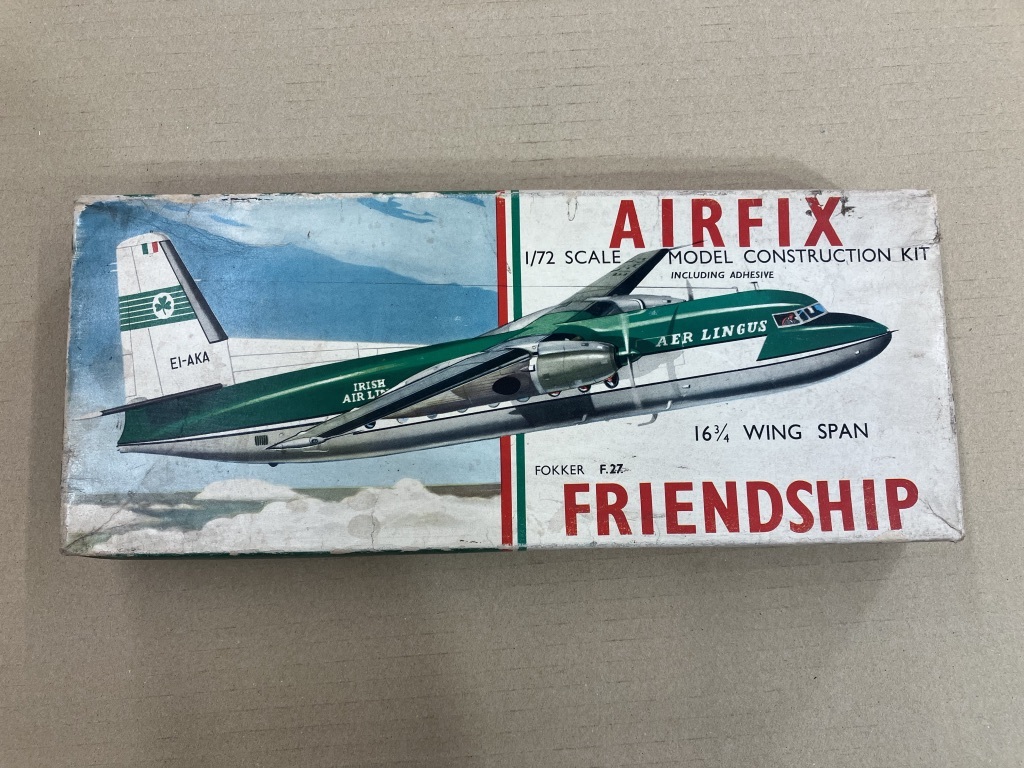 AIRFIX
1/72 SCALE MODEL CONSTRUCTION KIT
INCLUDING ADHESIVE
AER LINGUS
EI-AKA
IRISH
AIR
16¾ WING SPAN
FOKKER F.27.
FRIENDSHIP